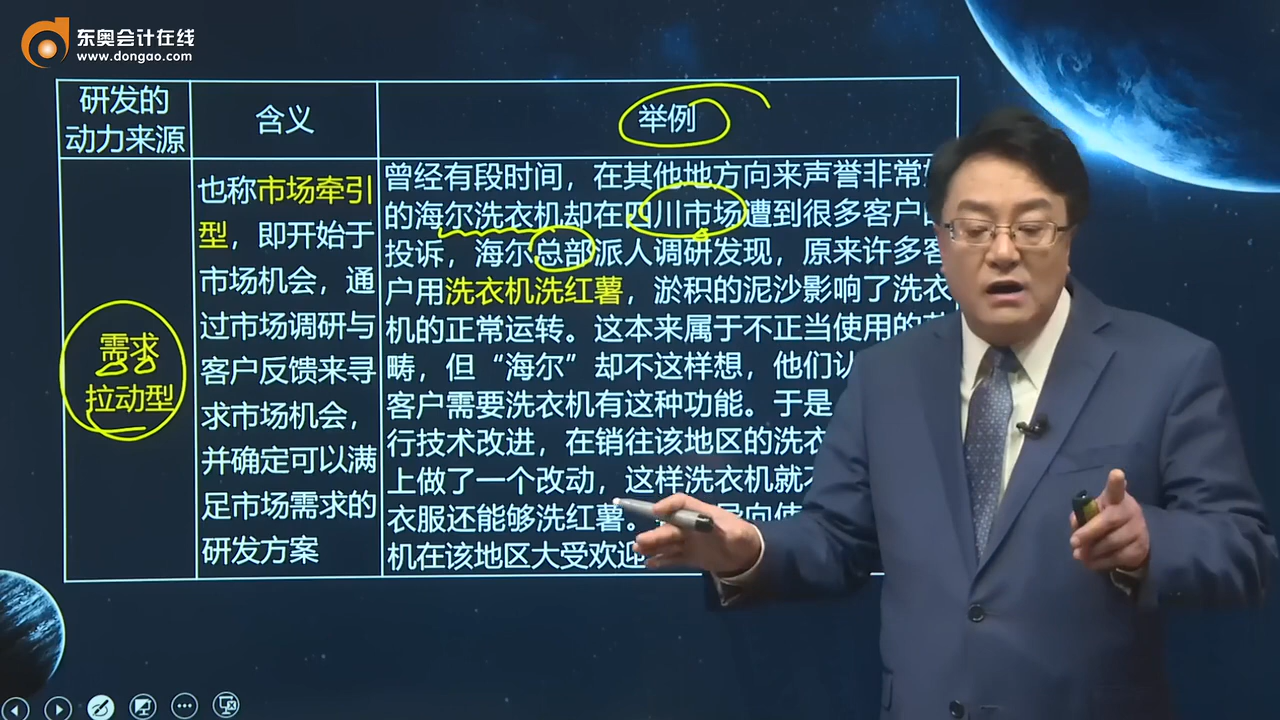 东奥会计在线
www.dongao.com
研发的
动力来源
含义
举例
需求
拉动型
也称市场牵引
型，即开始于
市场机会，通
过市场调研与
客户反馈来寻
求市场机会，
并确定可以满
足市场需求的
研发方案
曾经有段时间，在其他地方向来声誉非常
的海尔洗衣机却在四川市场遭到很多客户
投诉，海尔总部派人调研发现，原来许多客
户用洗衣机洗红薯，淤积的泥沙影响了洗衣
机的正常运转。这本来属于不正当使用的
畴，但“海尔”却不这样想，他们认
客户需要洗衣机有这种功能。于是
行技术改进，在销往该地区的洗衣
上做了一个改动，这样洗衣机就
衣服还能够洗红薯。
机在该地区大受欢迎